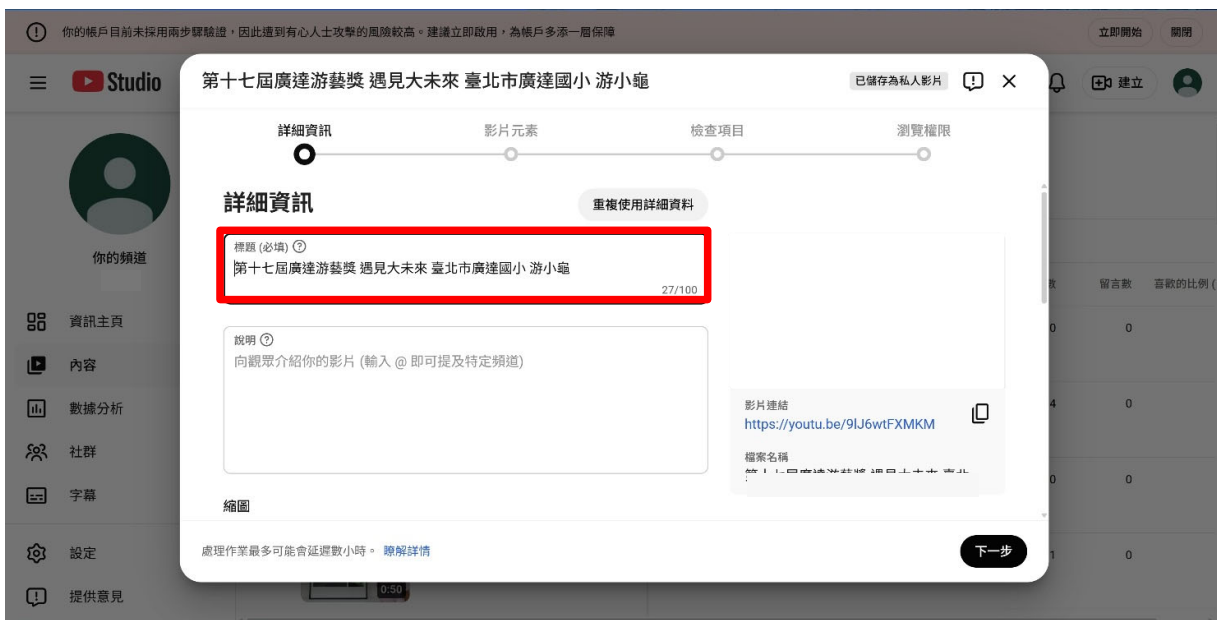 你的帳戶目前未採用兩步驟驗證，因此遭到有心人士攻擊的風險較高。建議立即啟用，為帳戶多添一層保障
立即開始
關閉
Studio
建立
第十七屆廣達游藝獎 遇見大未來 臺北市廣達國小 游小龜
已儲存為私人影片
詳細資訊
影片元素
檢查項目
瀏覽權限
詳細資訊
重複使用詳細資料
標題 (必填)
第十七屆廣達游藝獎 遇見大未來 臺北市廣達國小 游小龜
27/100
說明
向觀眾介紹你的影片 (輸入 @ 即可提及特定頻道)
影片連結
https://youtu.be/9lJ6wtFXMKM
檔案名稱
縮圖
處理作業最多可能會延遲數小時。 瞭解詳情
下一步
你的頻道
資訊主頁
內容
數據分析
社群
字幕
設定
提供意見
留言數
喜歡的比例 (
0
0
4
0
0
0
1
0
0:50